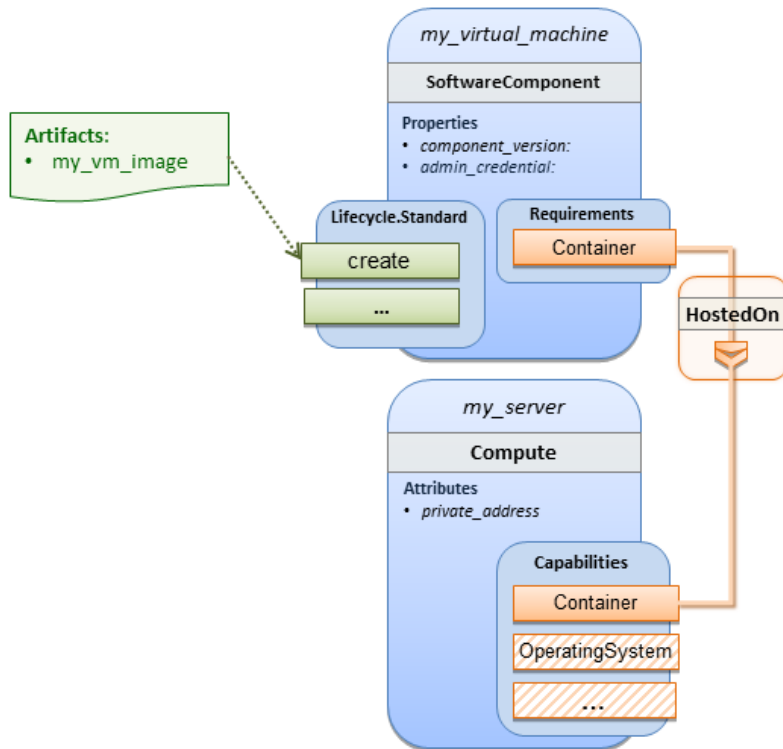 my_virtual_machine
SoftwareComponent
Properties
• component_version:
• admin_credential:
Artifacts:
• my_vm_image
Lifecycle.Standard
create
...
Requirements
Container
HostedOn
my_server
Compute
Attributes
• private_address
Capabilities
Container
OperatingSystem
...